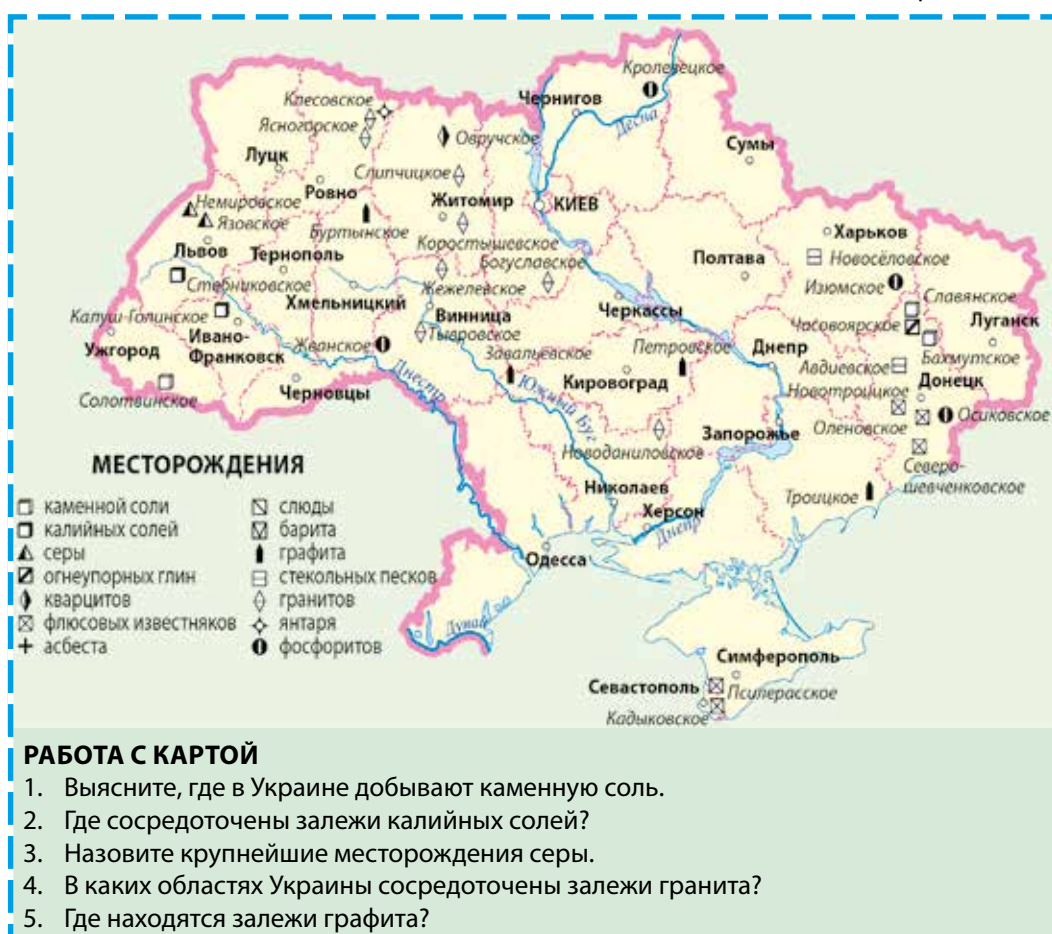 Кролевецкое
Клесовское
Чернигов
Ясногорское
Десна
Овручское
Сумы
Луцк
Слипчицкое
Ровно
Немировское
Житомир
КИЕВ
Язовское
Харьков
Буртынское
Коростышевское
Львов
Тернополь
Богуславское
Полтава
Новосёловское
Стебниковское
Жежелевское
Изюмское
Славянское
Хмельницкий
Черкассы
Калуш-Голинское
Винница
Часовоярское
Луганск
Ивано-
Франковск
Тывровское
Ужгород
Жванское
Завальевское
Петровское
Днепр
Бахмутское
Авдиевское
Донецк
Кировоград
Новотроицкое
Черновцы
Днестр
Южный Буг
Солотвинское
Запорожье
Оленовское
Осиковское
Новоданиловское
Северо-
шевченковское
Николаев
Троицкое
Херсон
Днепр
Одесса
Дунай
Симферополь
Севастополь
Псилерасское
Кадыковское
МЕСТОРОЖДЕНИЯ
каменной соли
калийных солей
серы
огнеупорных глин
кварцитов
флюсовых известняков
асбеста
слюды
барита
графита
стекольных песков
гранитов
янтаря
фосфоритов
РАБОТА С КАРТОЙ
1. Выясните, где в Украине добывают каменную соль.
2. Где сосредоточены залежи калийных солей?
3. Назовите крупнейшие месторождения серы.
4. В каких областях Украины сосредоточены залежи гранита?
5. Где находятся залежи графита?